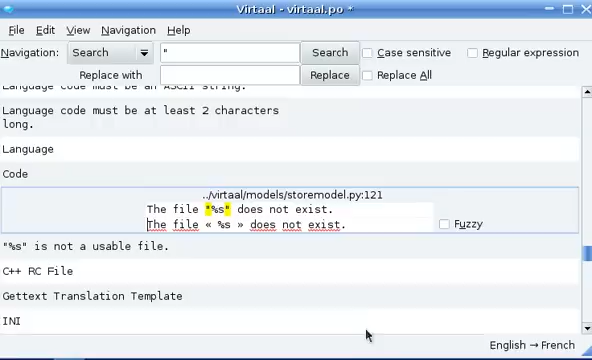 Virtaal - virtaal.po *
File Edit View Navigation Help
Navigation: Search " Search Case sensitive Regular expression
Replace with Replace Replace All
Language code must be an ASCII string.
Language code must be at least 2 characters
long.
Language
Code
../virtaal/models/storemodel.py:121
The file "%s" does not exist.
The file « %s » does not exist. Fuzzy
"%s" is not a usable file.
C++ RC File
Gettext Translation Template
INI
English → French